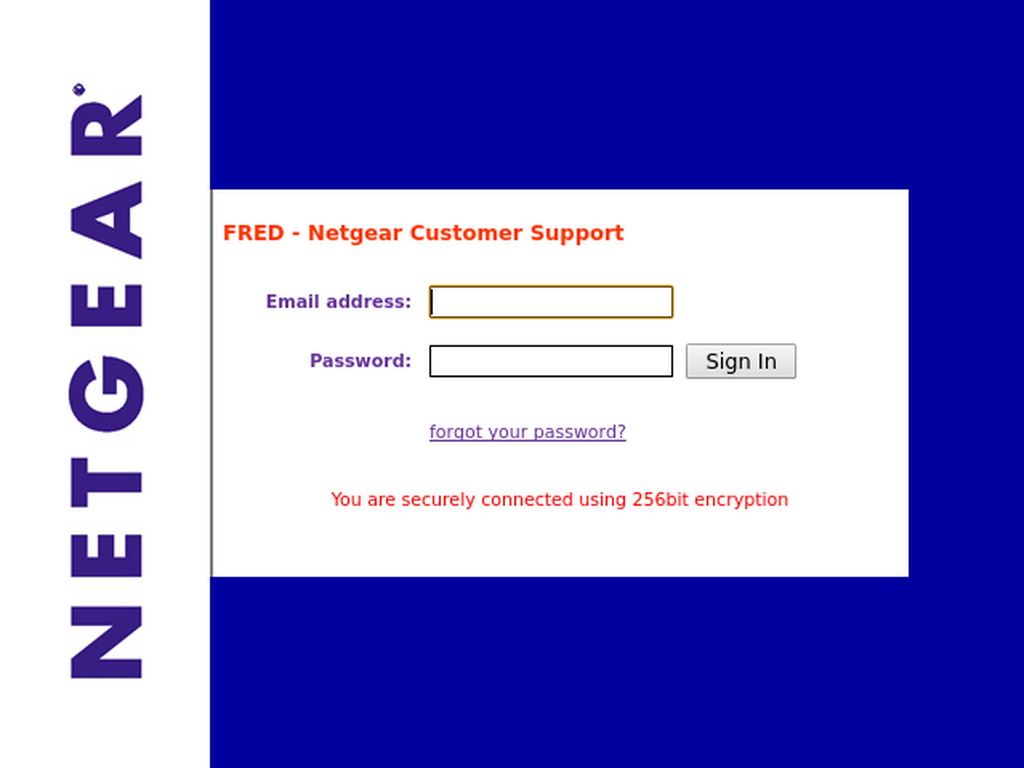 NETGEAR
FRED - Netgear Customer Support
Email address:
Password:
Sign In
forgot your password?
You are securely connected using 256bit encryption